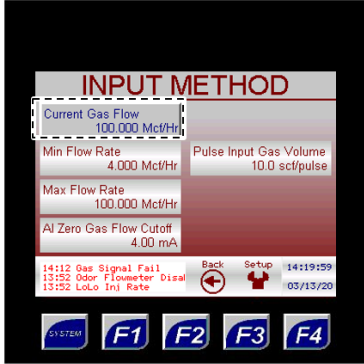 INPUT METHOD
Current Gas Flow
100.000 Mcf/Hr
Min Flow Rate
4.000 Mcf/Hr
Pulse Input Gas Volume
10.0 scf/pulse
Max Flow Rate
100.000 Mcf/Hr
AI Zero Gas Flow Cutoff
4.00 mA
14:12 Gas Signal Fail
13:52 Odor Flowmeter Disal
13:52 LoLo Inj Rate
Back
Setup
14:19:59
03/13/20
SYSTEM
F1
F2
F3
F4